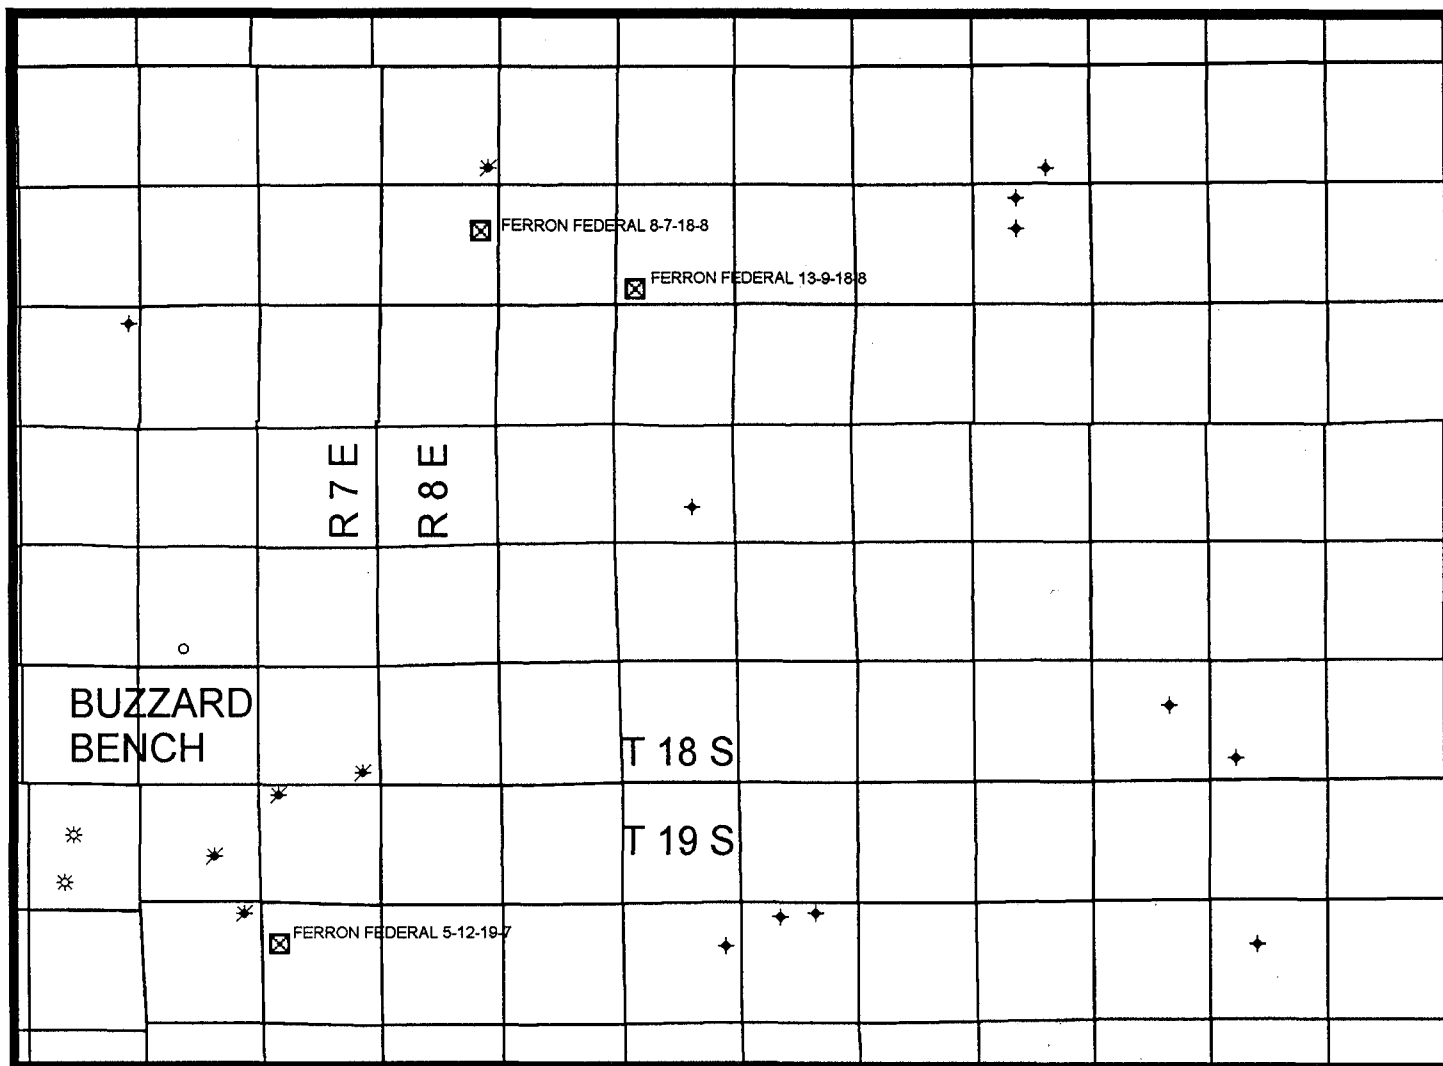 FERRON FEDERAL 8-7-18-8
FERRON FEDERAL 13-9-18-8
R 7 E
R 8 E
BUZZARD
BENCH
T 18 S
T 19 S
FERRON FEDERAL 5-12-19-7